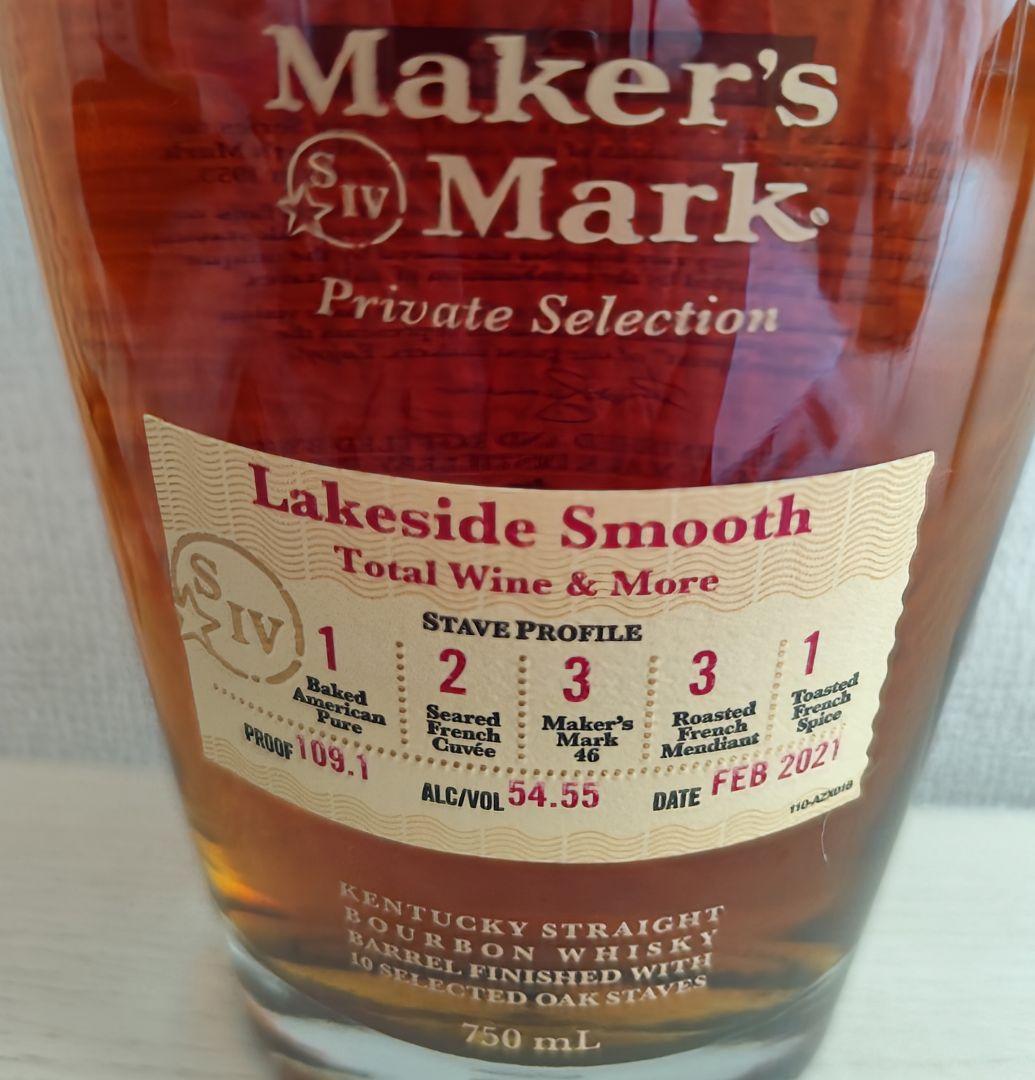 Maker's
S IV Mark
Private Selection
Lakeside Smooth
Total Wine & More
S
IV
STAVE PROFILE
1 2 3 3 1
Baked American Pure
Seared French Cuvée
Maker's Mark 46
Roasted French Mendiant
Toasted French Spice
PROOF 109.1 ALC/VOL 54.55 DATE FEB 2021
KENTUCKY STRAIGHT
BOURBON WHISKY
BARREL FINISHED WITH
10 SELECTED OAK STAVES
750 mL